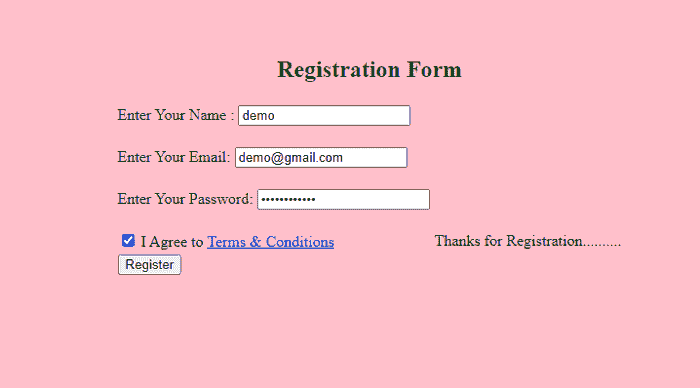 Registration Form
Enter Your Name : demo
Enter Your Email: demo@gmail.com
Enter Your Password: ••••••••••••
I Agree to Terms & Conditions Thanks for Registration..........
Register